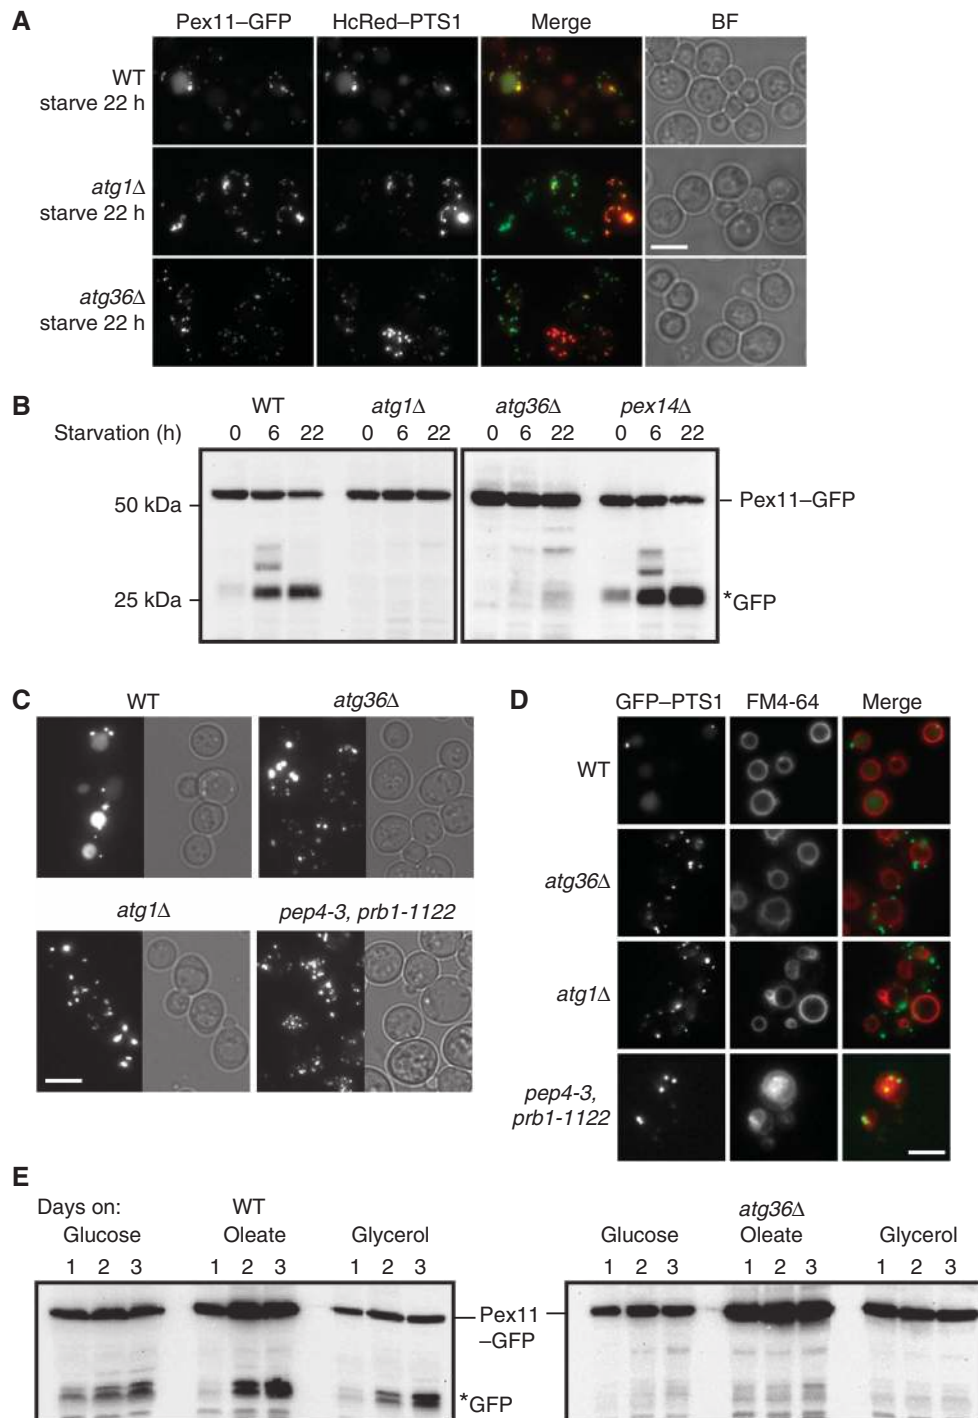 A
Pex11–GFP HcRed–PTS1 Merge BF
WT
starve 22 h
atg1Δ
starve 22 h
atg36Δ
starve 22 h
B
WT atg1Δ atg36Δ pex14Δ
Starvation (h) 0 6 22 0 6 22 0 6 22 0 6 22
50 kDa Pex11–GFP
25 kDa *GFP
C
WT atg36Δ
atg1Δ pep4-3, prb1-1122
D
GFP–PTS1 FM4-64 Merge
WT
atg36Δ
atg1Δ
pep4-3,
prb1-1122
E
Days on: WT atg36Δ
Glucose Oleate Glycerol Glucose Oleate Glycerol
1 2 3 1 2 3 1 2 3 1 2 3 1 2 3 1 2 3
Pex11
–GFP
*GFP